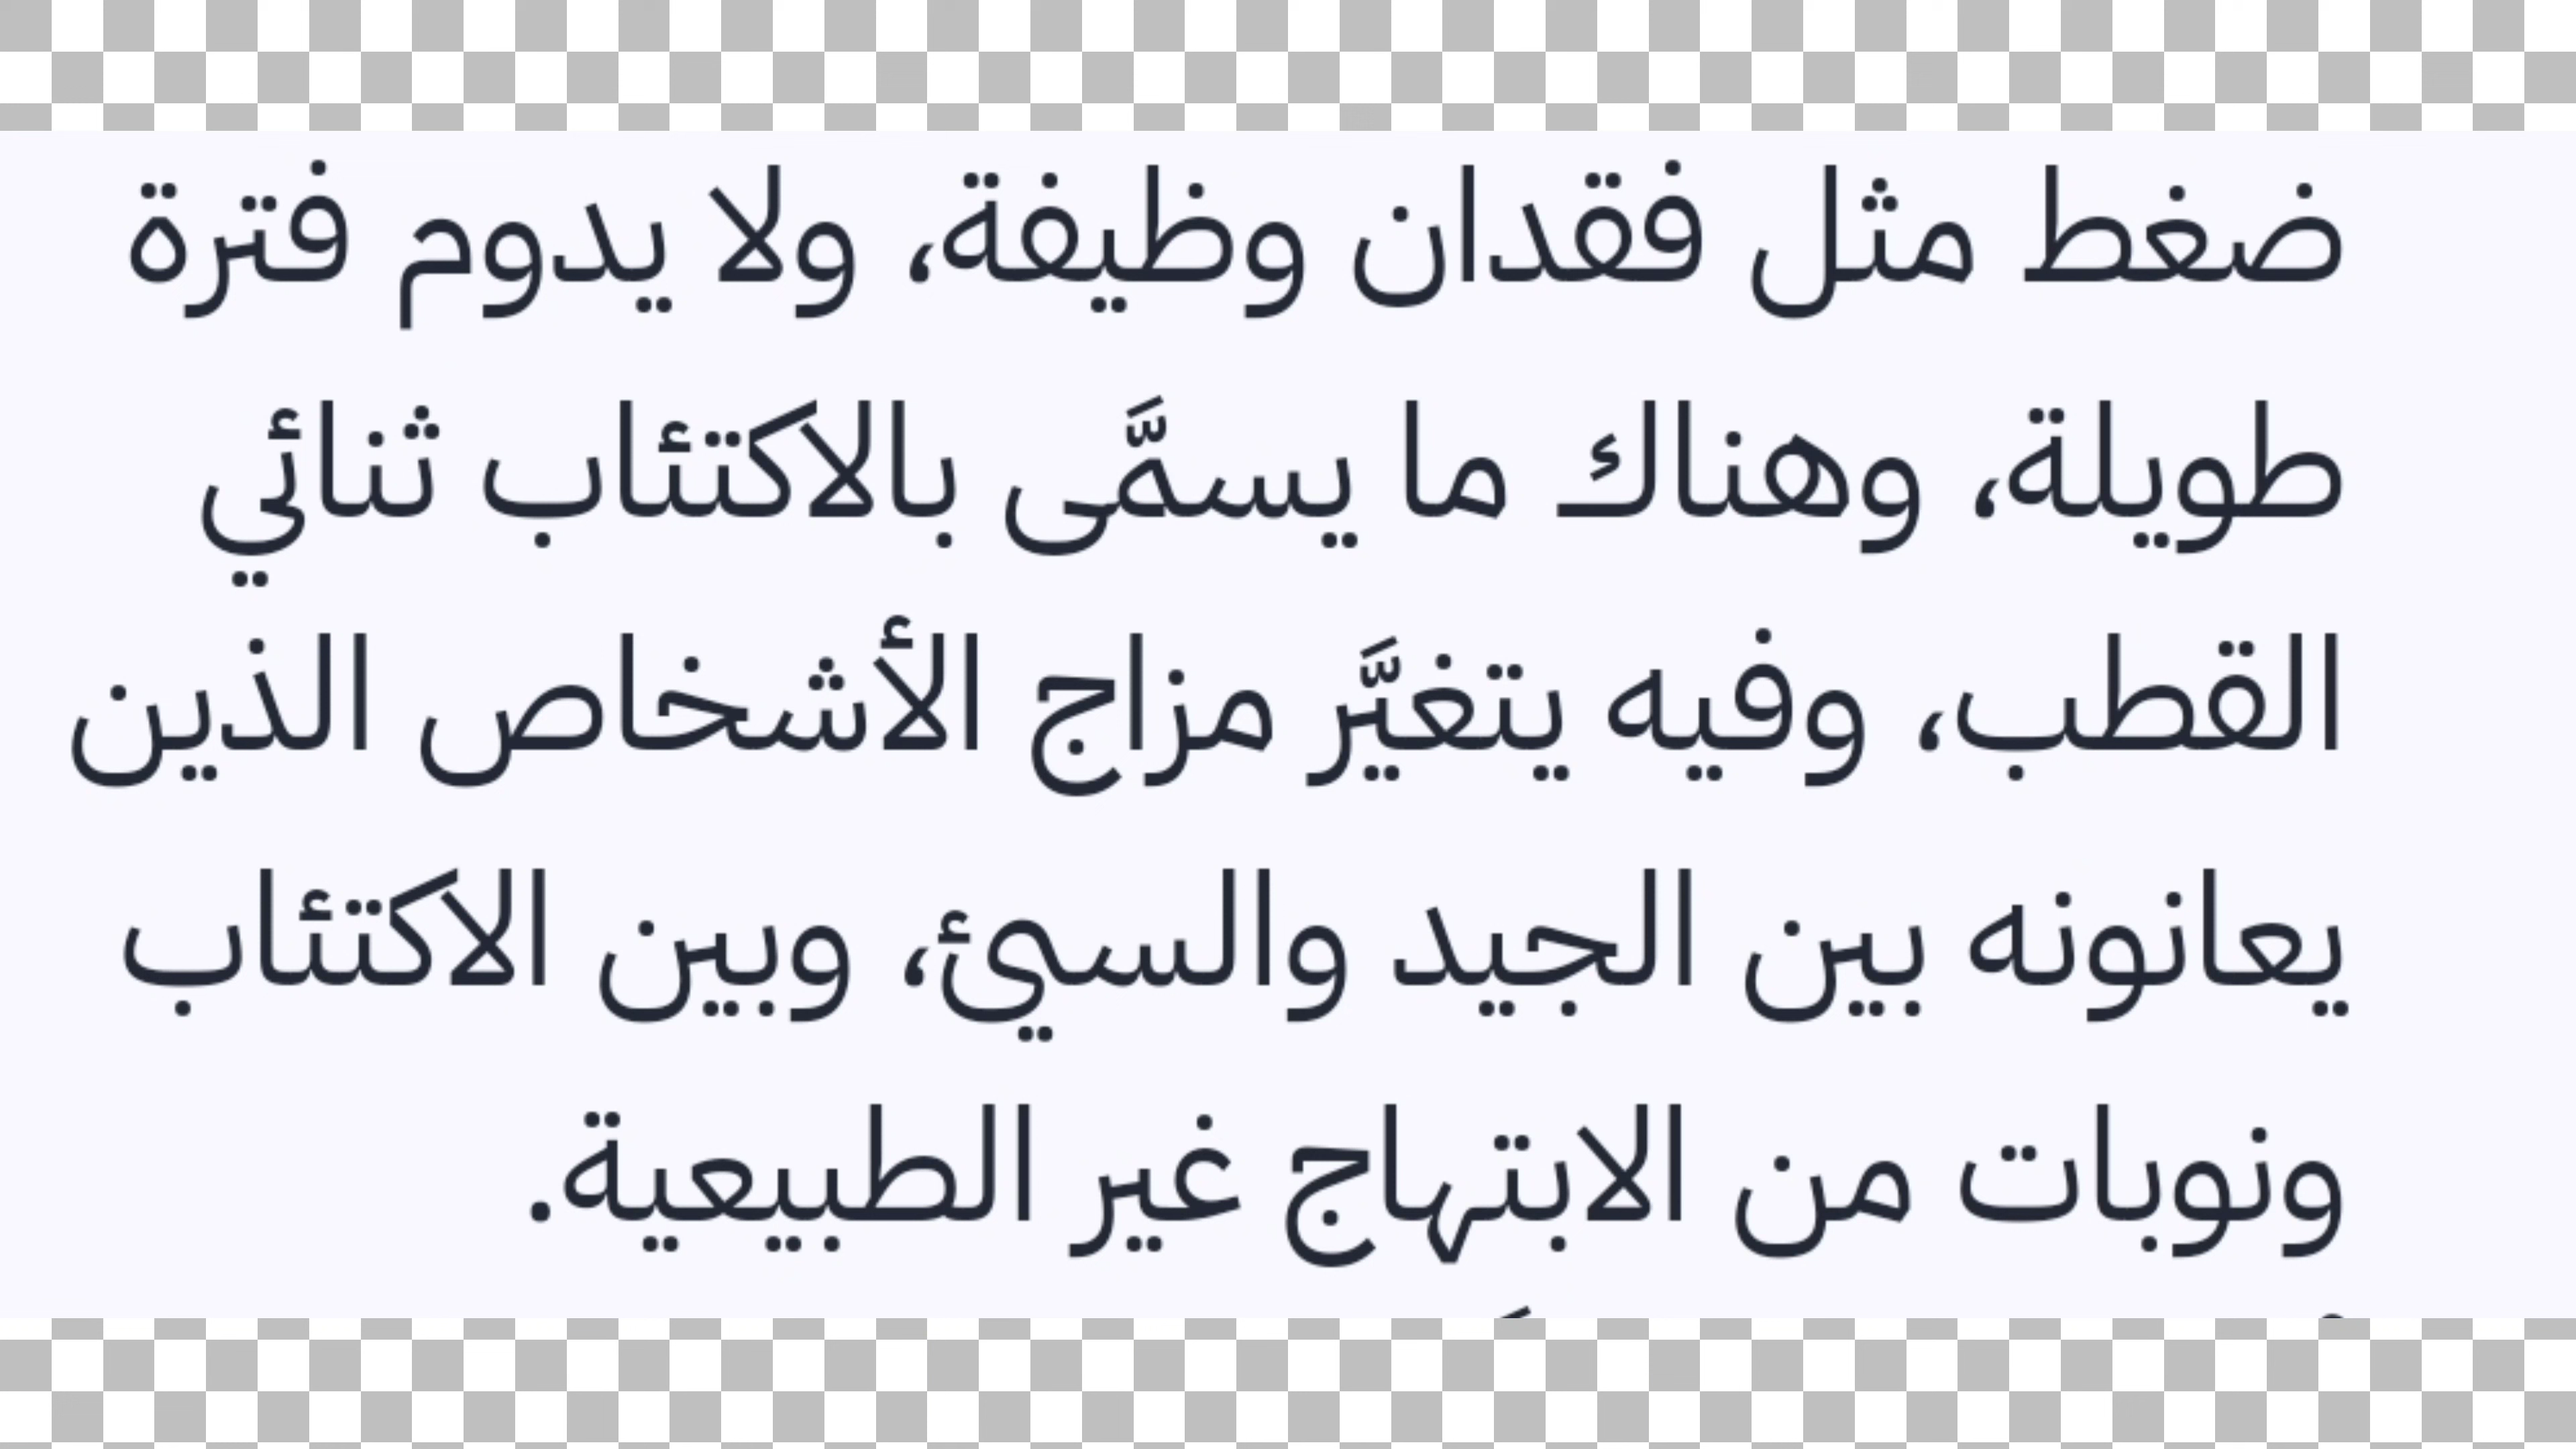 ضغط مثل فقدان وظيفة، ولا يدوم فترة
طويلة، وهناك ما يسمَّى بالاكتئاب ثنائي
القطب، وفيه يتغيَّر مزاج الأشخاص الذين
يعانونه بين الجيد والسيئ، وبين الاكتئاب
ونوبات من الابتهاج غير الطبيعية.